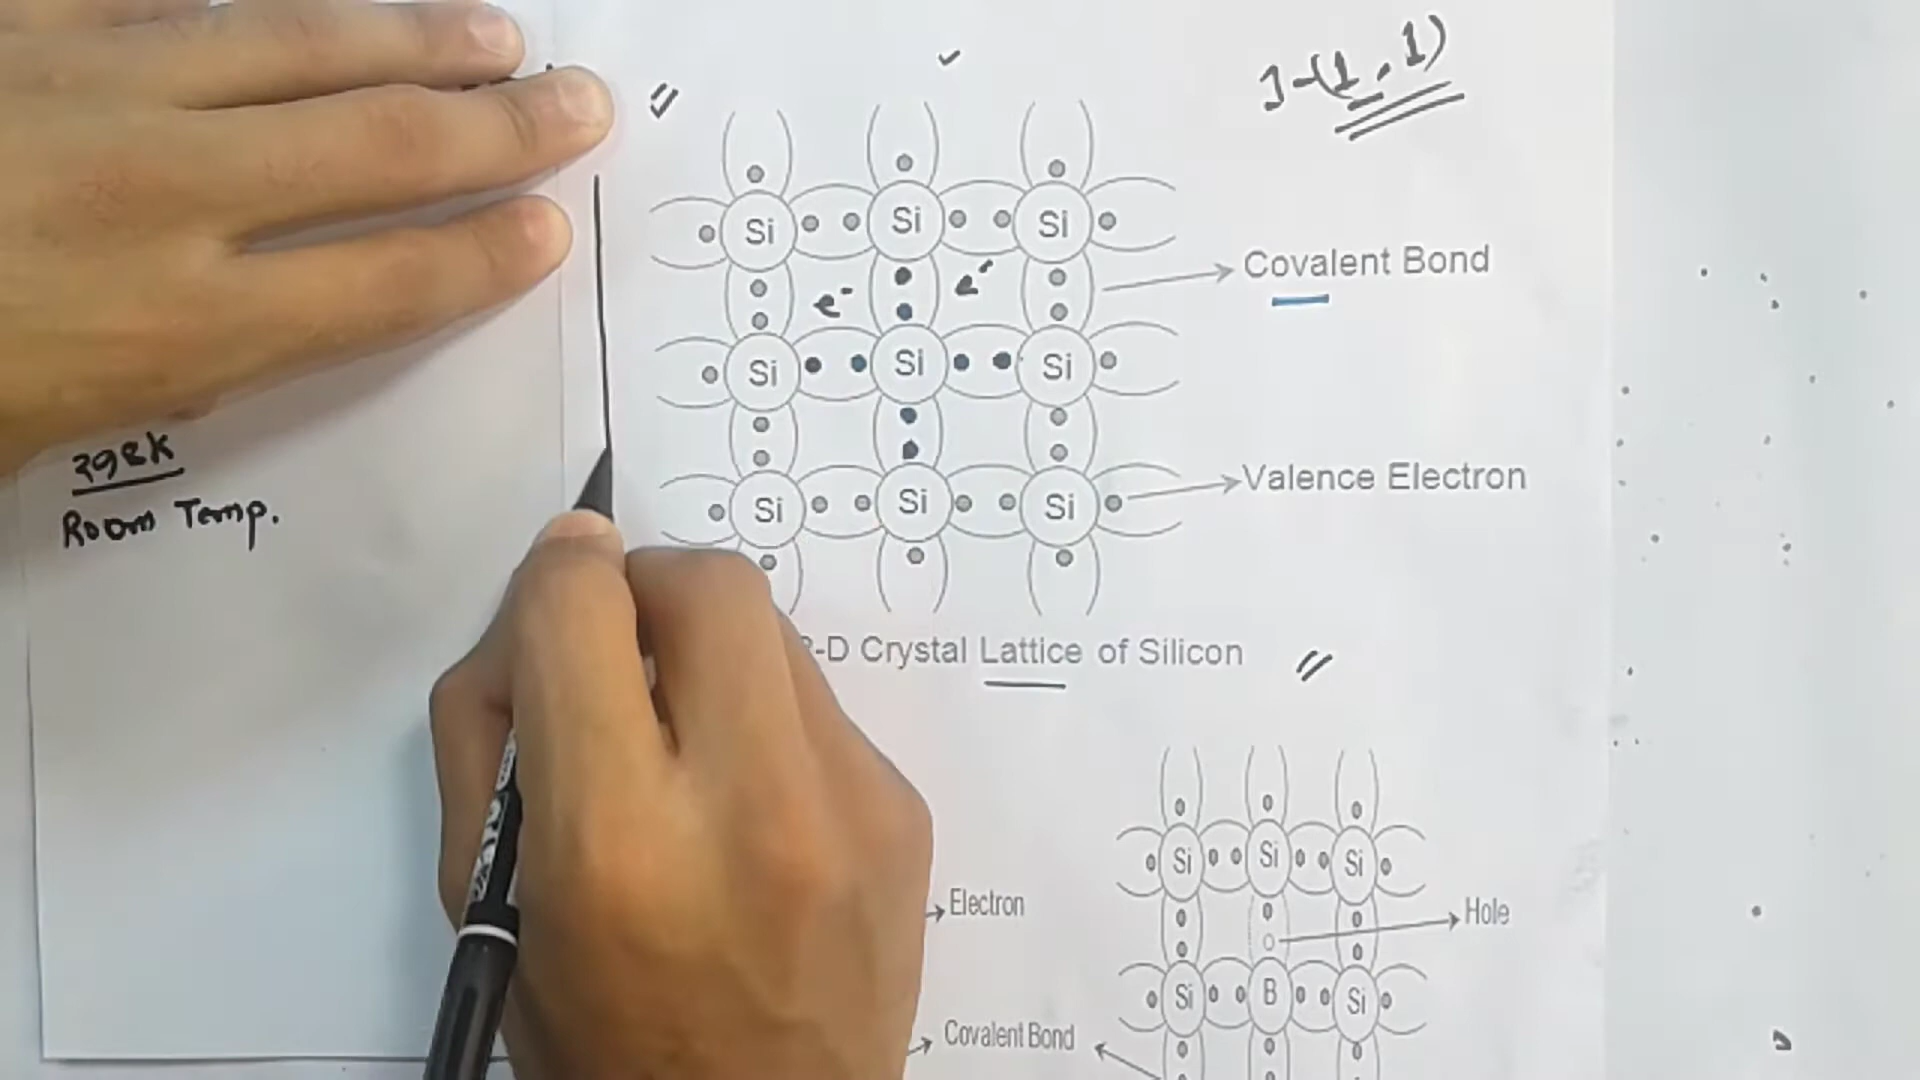 1-(1.1)
Si Si Si
e⁻ e⁻
Covalent Bond
Si Si Si
398K
Room Temp.
Valence Electron
Si Si Si
-D Crystal Lattice of Silicon
Si Si Si
Electron
Hole
Si B Si
Covalent Bond